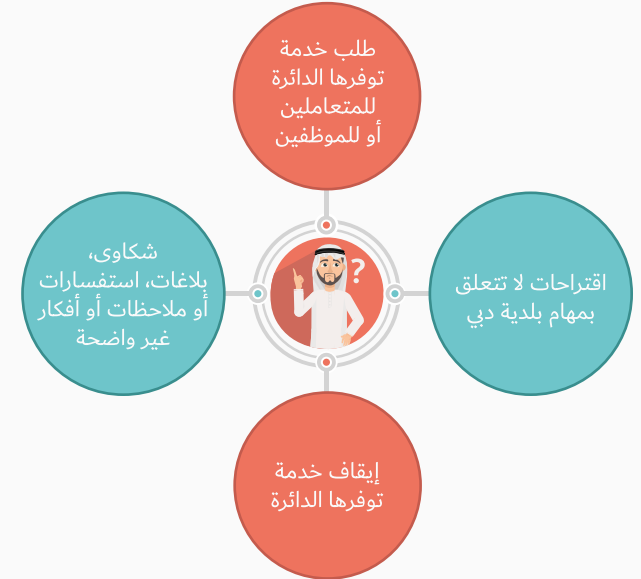 طلب خدمة
توفرها الدائرة
للمتعاملين
أو للموظفين
اقتراحات لا تتعلق
بمهام بلدية دبي
شكاوى،
بلاغات، استفسارات
أو ملاحظات أو أفكار
غير واضحة
إيقاف خدمة
توفرها الدائرة
?